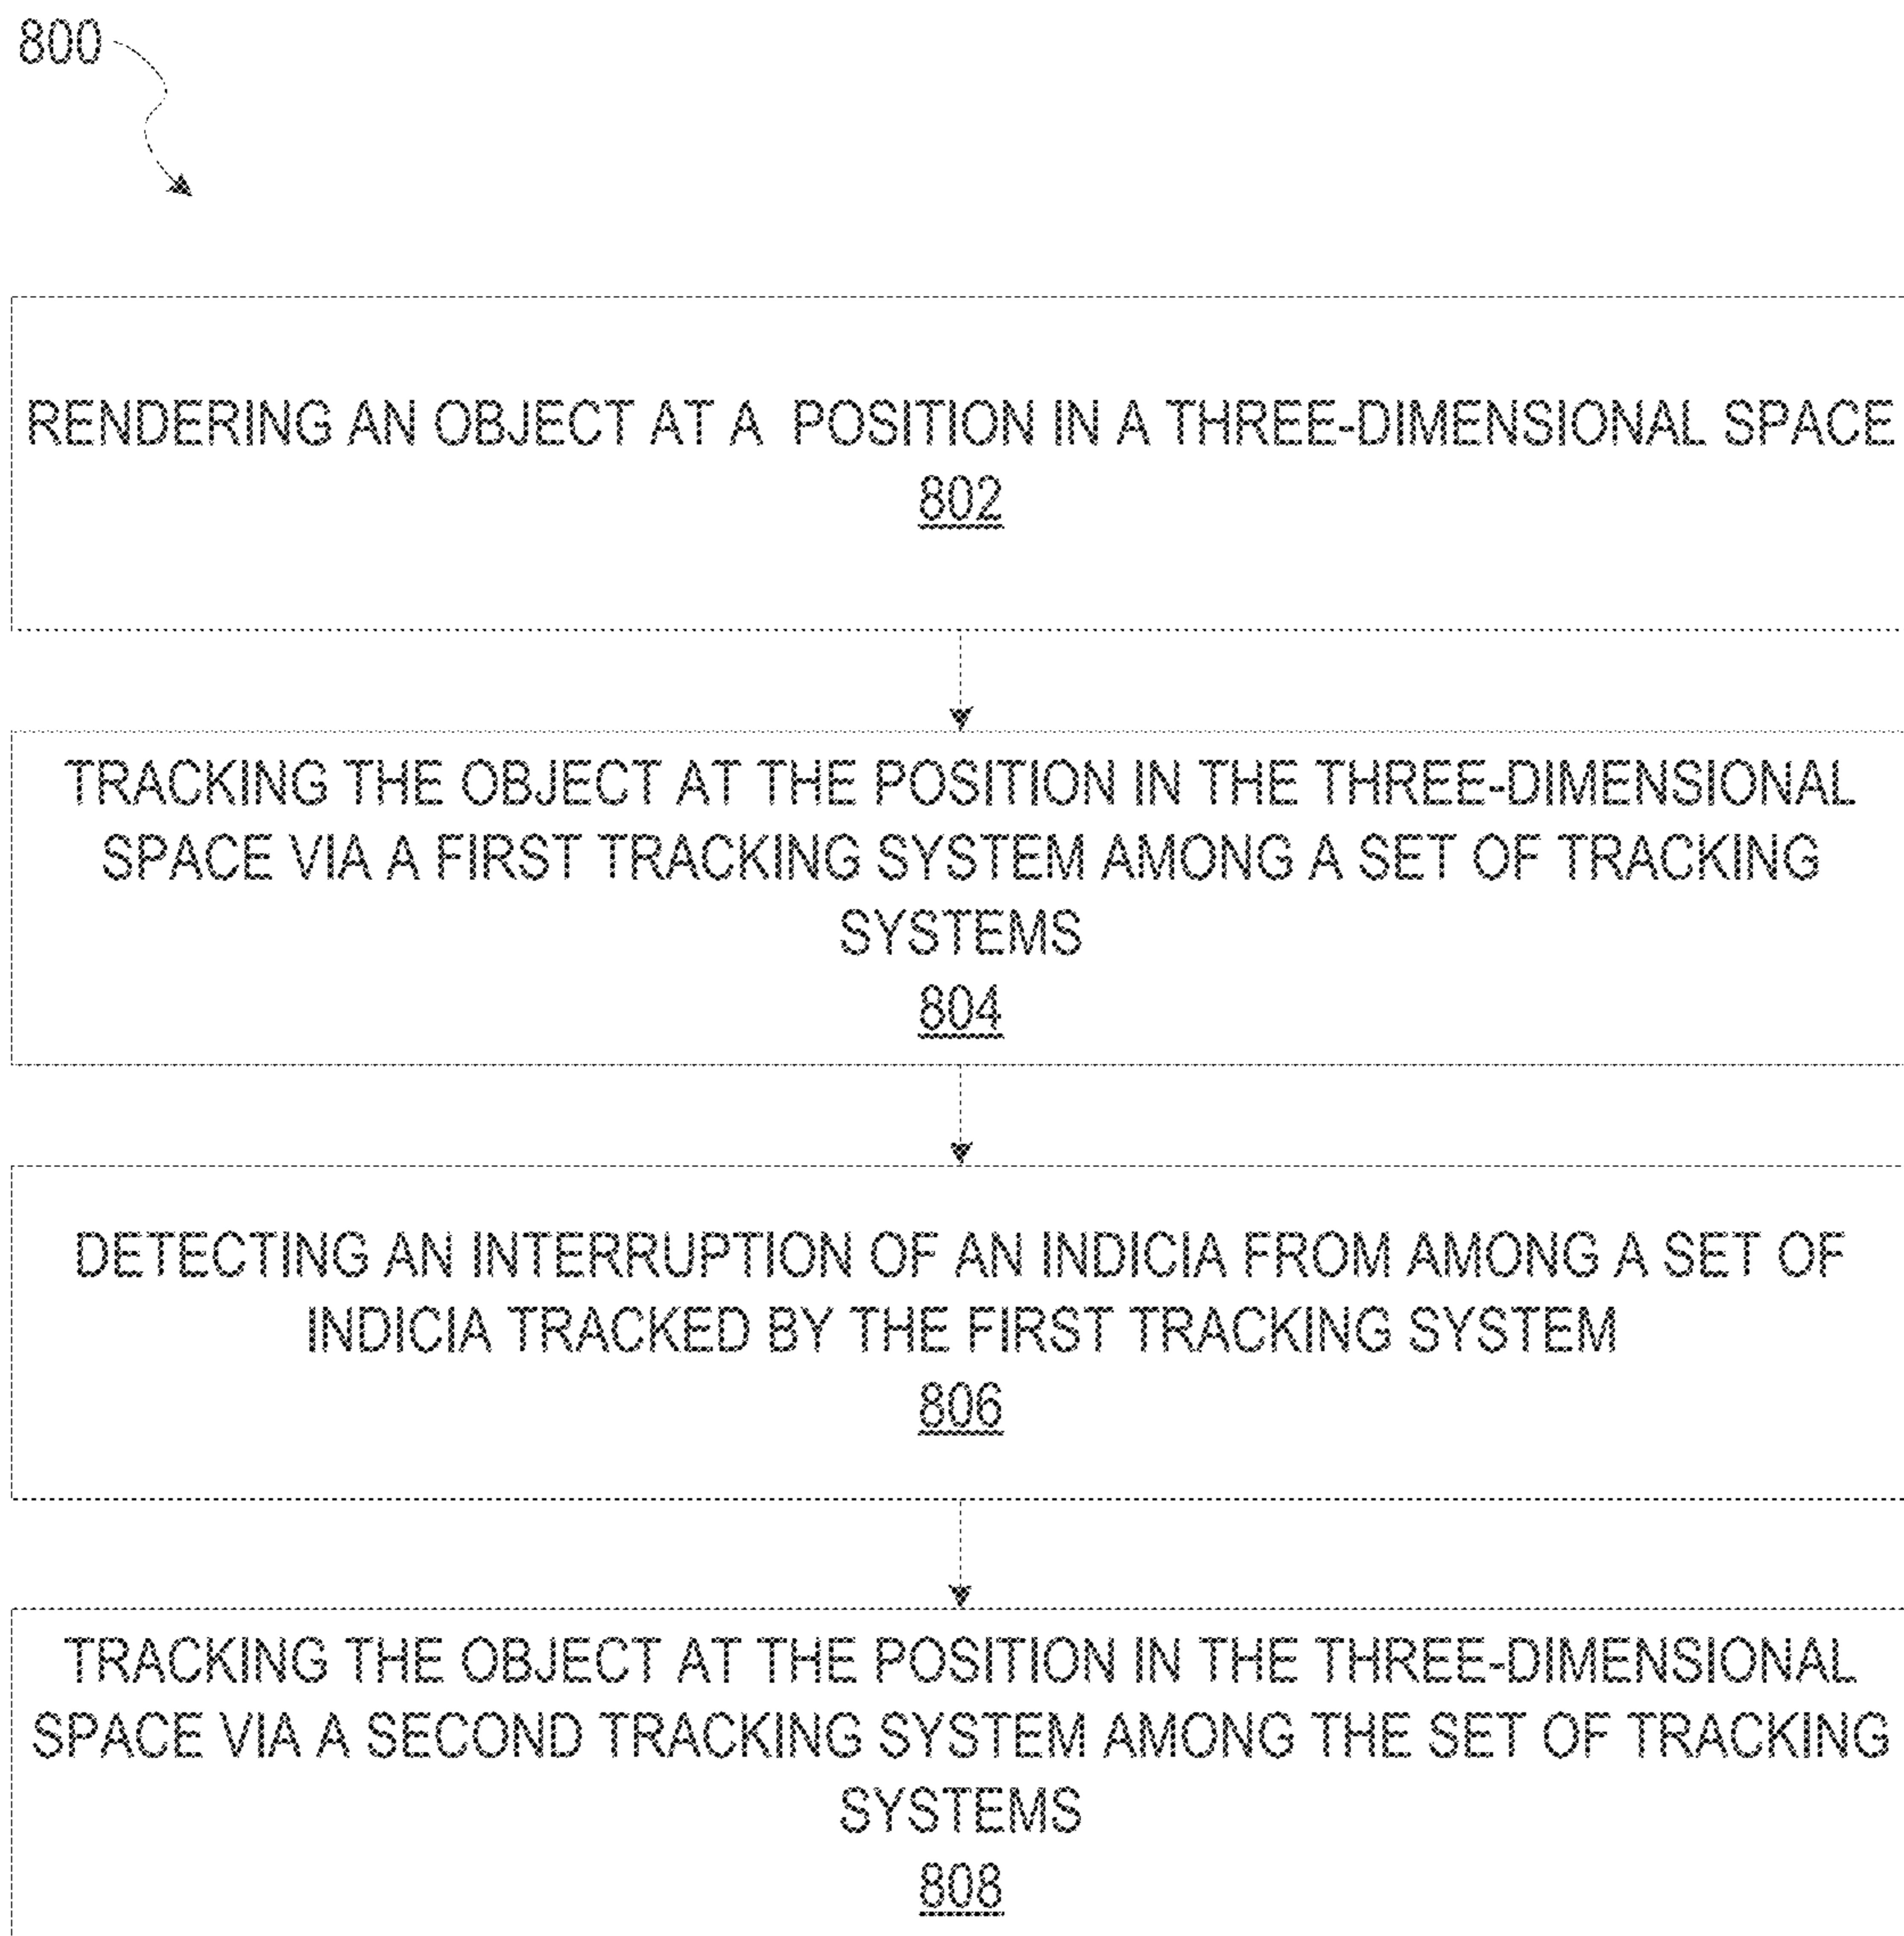 800
RENDERING AN OBJECT AT A POSITION IN A THREE-DIMENSIONAL SPACE
802
TRACKING THE OBJECT AT THE POSITION IN THE THREE-DIMENSIONAL
SPACE VIA A FIRST TRACKING SYSTEM AMONG A SET OF TRACKING
SYSTEMS
804
DETECTING AN INTERRUPTION OF AN INDICIA FROM AMONG A SET OF
INDICIA TRACKED BY THE FIRST TRACKING SYSTEM
806
TRACKING THE OBJECT AT THE POSITION IN THE THREE-DIMENSIONAL
SPACE VIA A SECOND TRACKING SYSTEM AMONG THE SET OF TRACKING
SYSTEMS
808